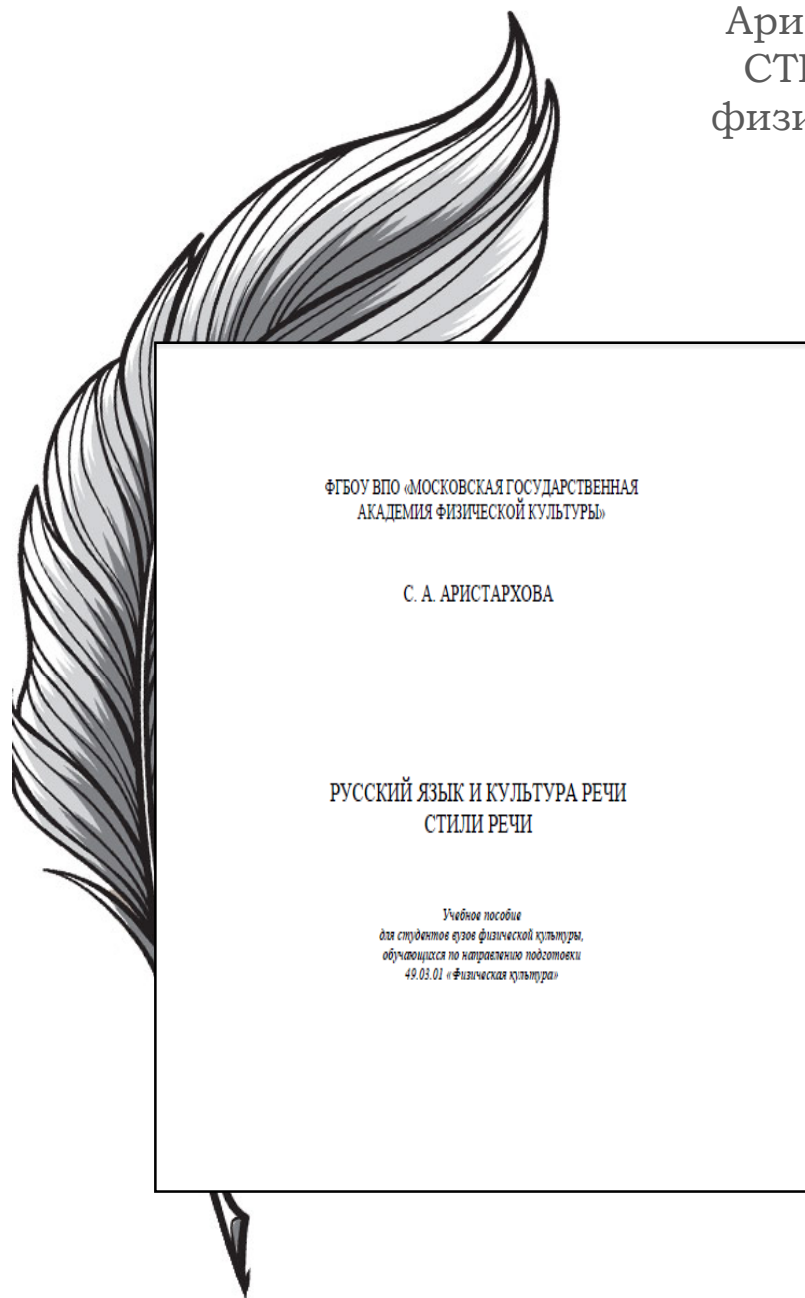 Ари
СТИ
физи
ФГБОУ ВПО «МОСКОВСКАЯ ГОСУДАРСТВЕННАЯ
АКАДЕМИЯ ФИЗИЧЕСКОЙ КУЛЬТУРЫ»
С. А. АРИСТАРХОВА
РУССКИЙ ЯЗЫК И КУЛЬТУРА РЕЧИ
СТИЛИ РЕЧИ
Учебное пособие
для студентов вузов физической культуры,
обучающихся по направлению подготовки
49.03.01 «Физическая культура»